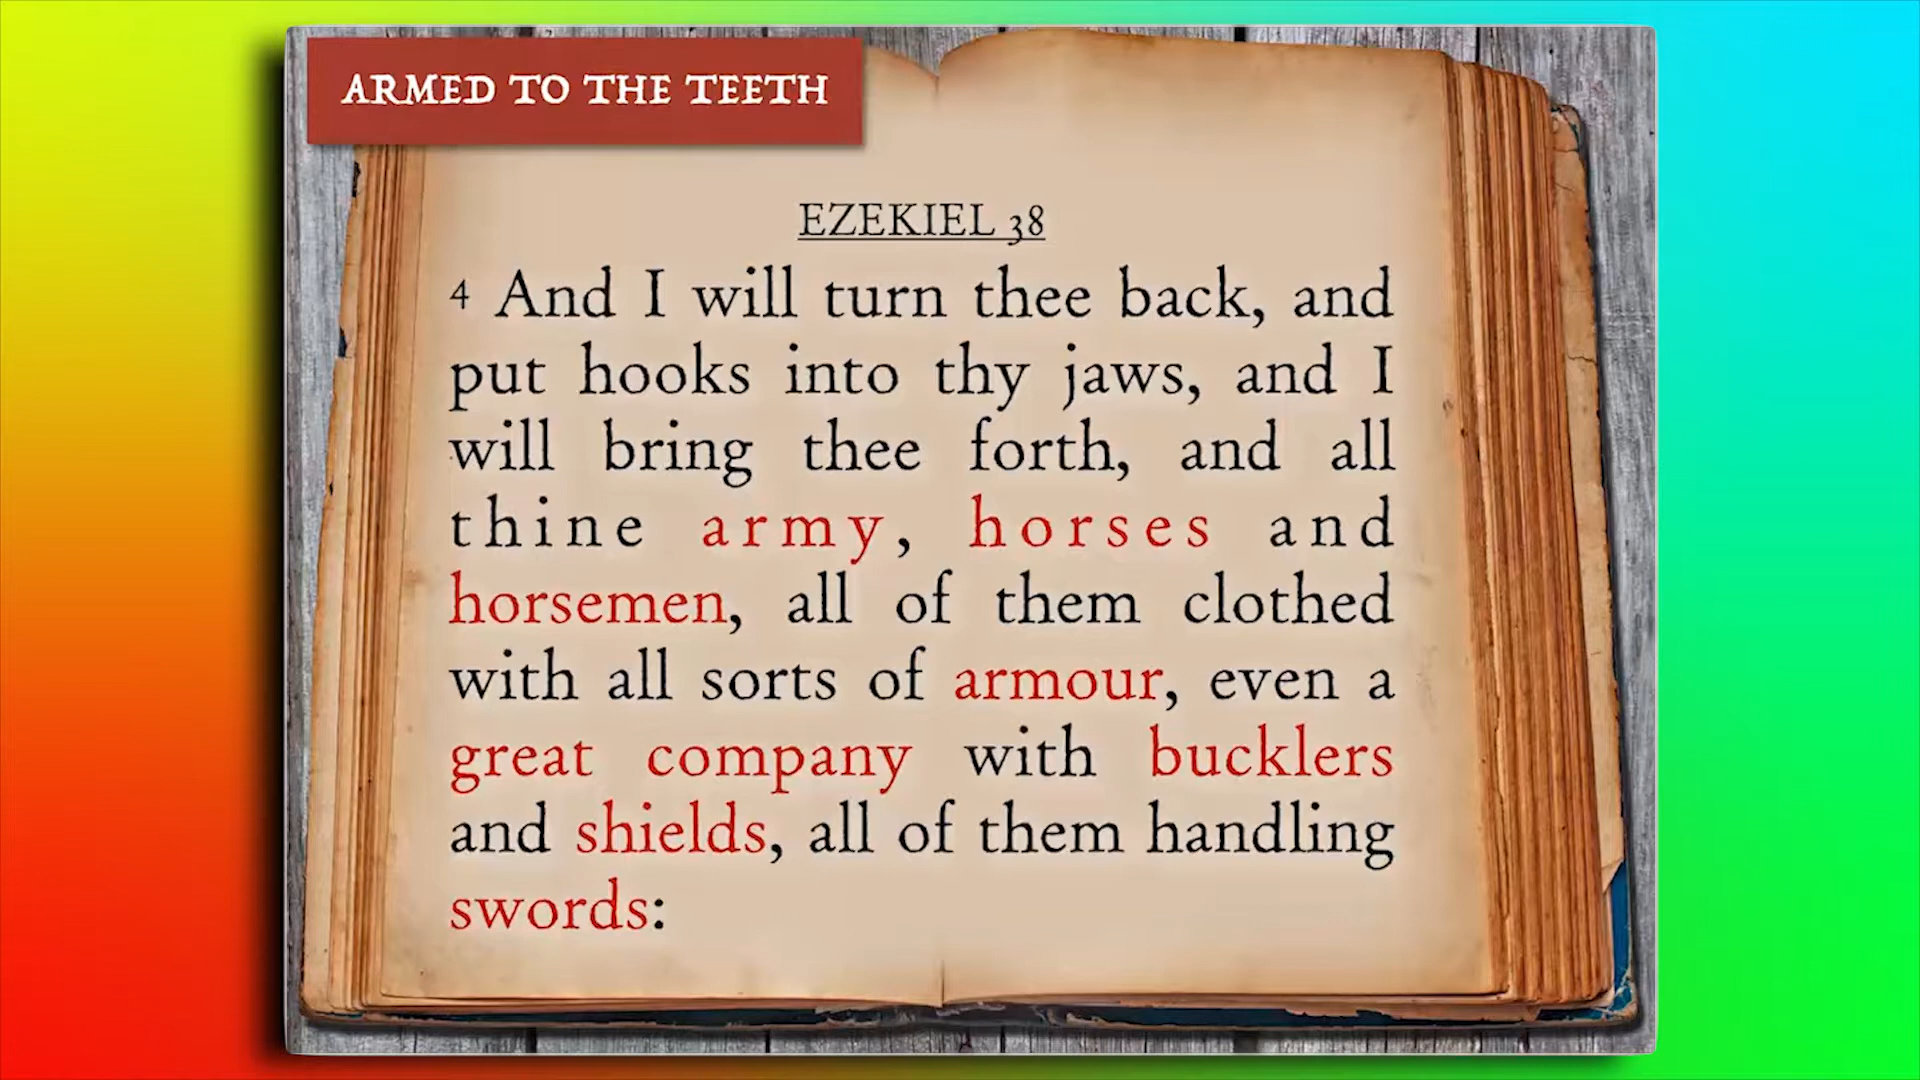 ARMED TO THE TEETH
EZEKIEL 38
4 And I will turn thee back, and
put hooks into thy jaws, and I
will bring thee forth, and all
thine army, horses and
horsemen, all of them clothed
with all sorts of armour, even a
great company with bucklers
and shields, all of them handling
swords: